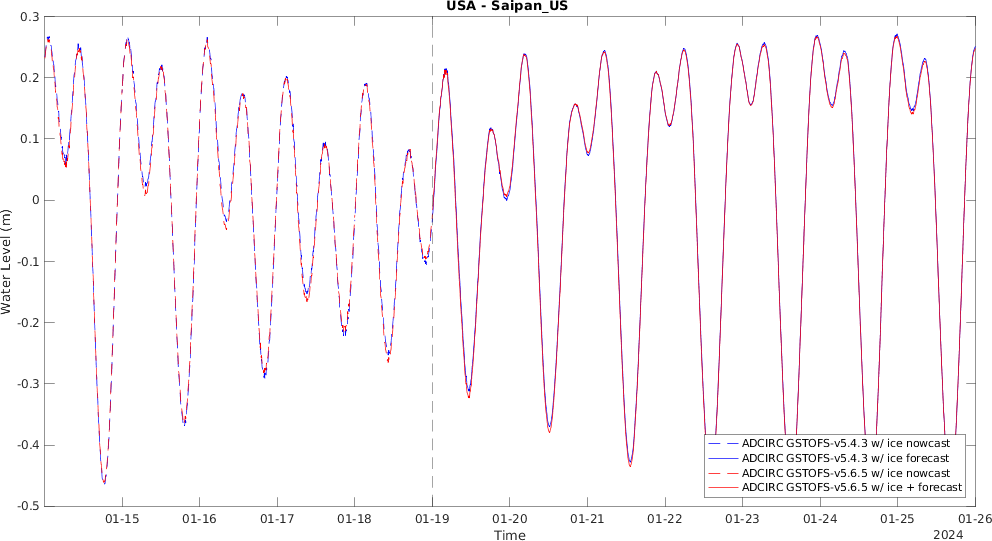 USA - Saipan_US
0.3
0.2
0.1
0
-0.1
-0.2
-0.3
-0.4
-0.5
Water Level (m)
01-15 01-16 01-17 01-18 01-19 01-20 01-21 01-22 01-23 01-24 01-25 01-26
Time
2024
ADCIRC GSTOFS-v5.4.3 w/ ice nowcast
ADCIRC GSTOFS-v5.4.3 w/ ice forecast
ADCIRC GSTOFS-v5.6.5 w/ ice nowcast
ADCIRC GSTOFS-v5.6.5 w/ ice + forecast